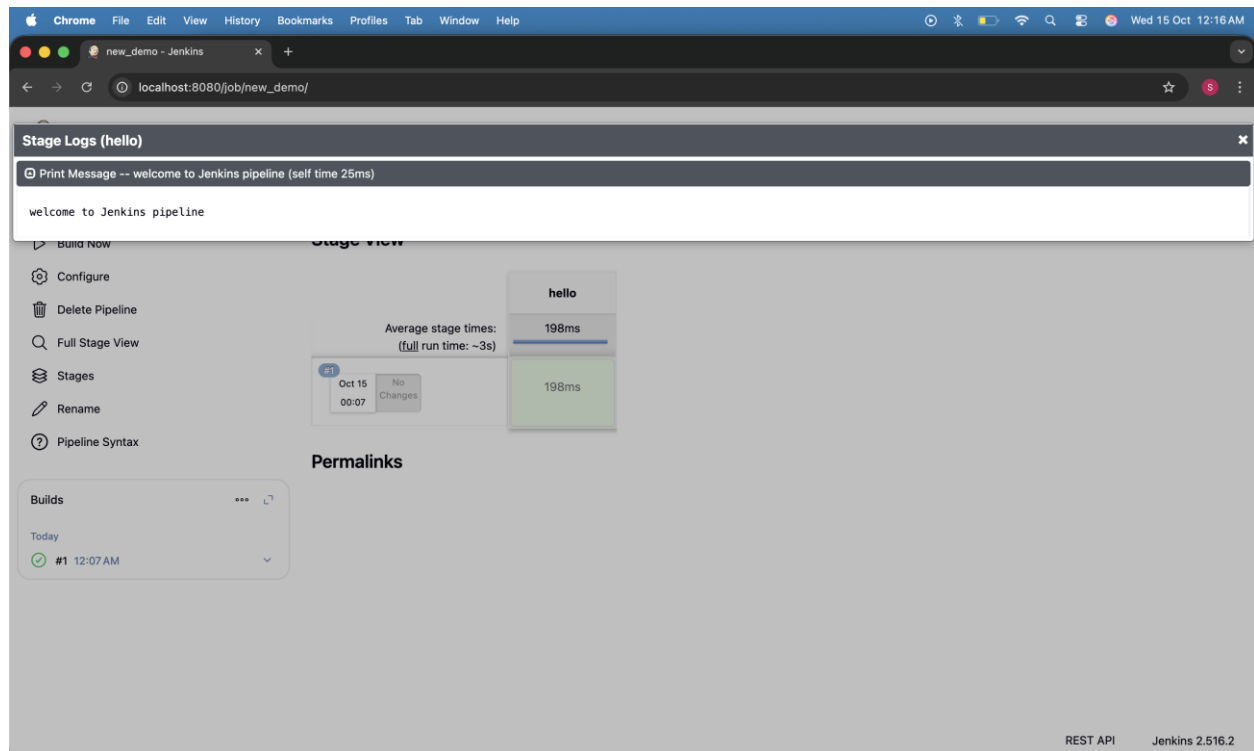 Chrome File Edit View History Bookmarks Profiles Tab Window Help Wed 15 Oct 12:16 AM
new_demo - Jenkins
localhost:8080/job/new_demo/ S
Stage Logs (hello)
Print Message -- welcome to Jenkins pipeline (self time 25ms)
welcome to Jenkins pipeline
Build Now
Stage View
Configure
Delete Pipeline
Full Stage View
Stages
Rename
Pipeline Syntax
hello
Average stage times:
(full run time: ~3s)
198ms
#1
Oct 15
00:07
No
Changes
198ms
Permalinks
Builds
Today
#1 12:07 AM
REST API Jenkins 2.516.2